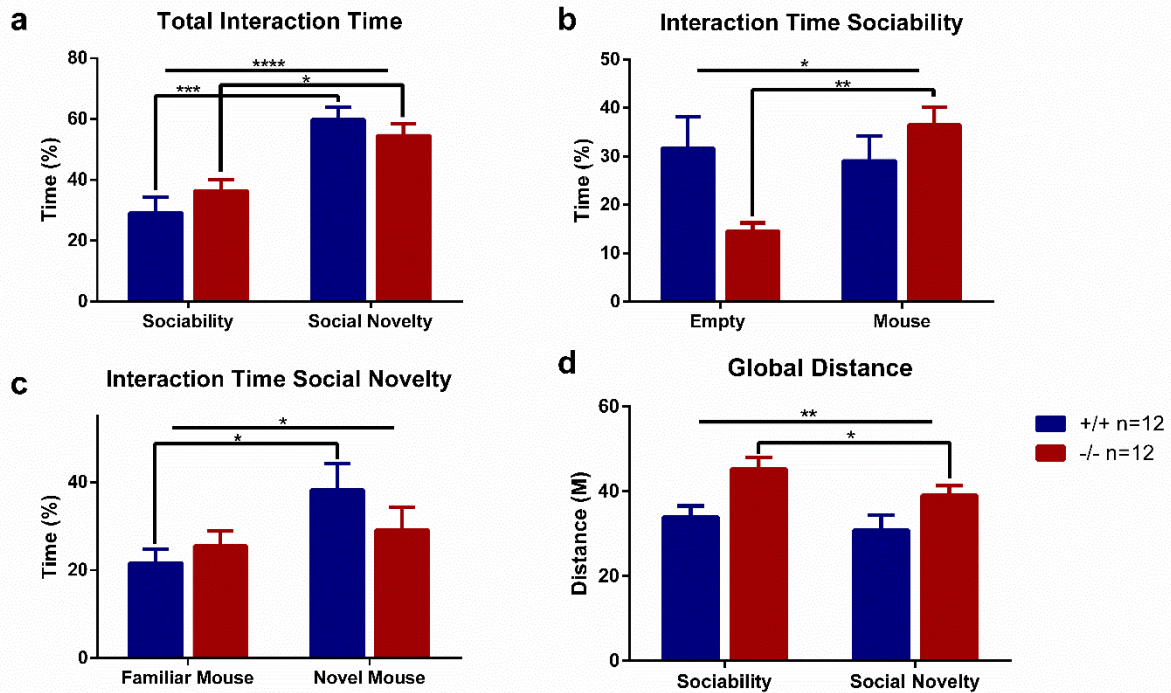 a
Total Interaction Time
Time (%)
80
60
40
20
0
****
***
*
Sociability
Social Novelty
b
Interaction Time Sociability
Time (%)
50
40
30
20
10
0
*
**
Empty
Mouse
c
Interaction Time Social Novelty
Time (%)
40
20
0
*
*
Familiar Mouse
Novel Mouse
d
Global Distance
Distance (M)
60
40
20
0
**
*
Sociability
Social Novelty
+/+ n=12
-/- n=12